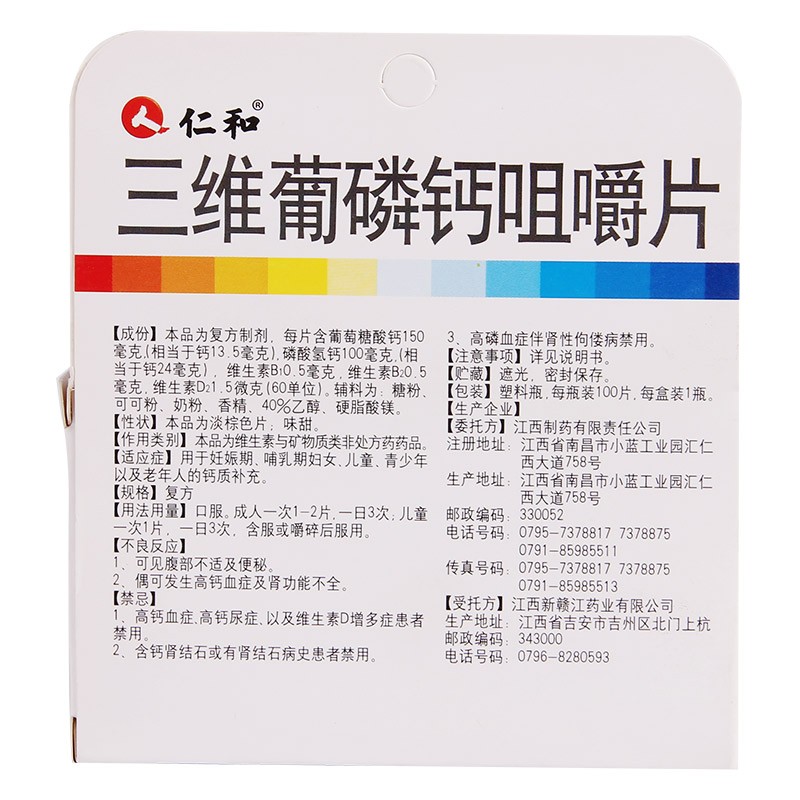 仁和®
三维葡磷钙咀嚼片
【成份】本品为复方制剂，每片含葡萄糖酸钙150
毫克,(相当于钙13.5毫克),磷酸氢钙100毫克,(相
当于钙24毫克)，维生素B₁0.5毫克,维生素B₂0.5
毫克,维生素D₂1.5微克(60单位)。辅料为：糖粉、
可可粉、奶粉、香精、40%乙醇、硬脂酸镁。
【性状】本品为淡棕色片；味甜。
【作用类别】本品为维生素与矿物质类非处方药药品。
【适应症】用于妊娠期、哺乳期妇女、儿童、青少年
以及老年人的钙质补充。
【规格】复方
【用法用量】口服。成人一次1-2片,一日3次;儿童
一次1片，一日3次，含服或嚼碎后服用。
【不良反应】
1、可见腹部不适及便秘。
2、偶可发生高钙血症及肾功能不全。
【禁忌】
1、高钙血症、高钙尿症、以及维生素D增多症患者
禁用。
2、含钙肾结石或有肾结石病史患者禁用。
3、高磷血症伴肾性佝偻病禁用。
【注意事项】详见说明书。
【贮藏】遮光，密封保存。
【包装】塑料瓶,每瓶装100片,每盒装1瓶。
【生产企业】
【委托方】江西制药有限责任公司
注册地址：江西省南昌市小蓝工业园汇仁
西大道758号
生产地址：江西省南昌市小蓝工业园汇仁
西大道758号
邮政编码：330052
电话号码：0795-7378817 7378875
0791-85985511
传真号码：0795-7378817 7378875
0791-85985513
【受托方】江西新赣江药业有限公司
生产地址：江西省吉安市吉州区北门上杭
邮政编码：343000
电话号码：0796-8280593